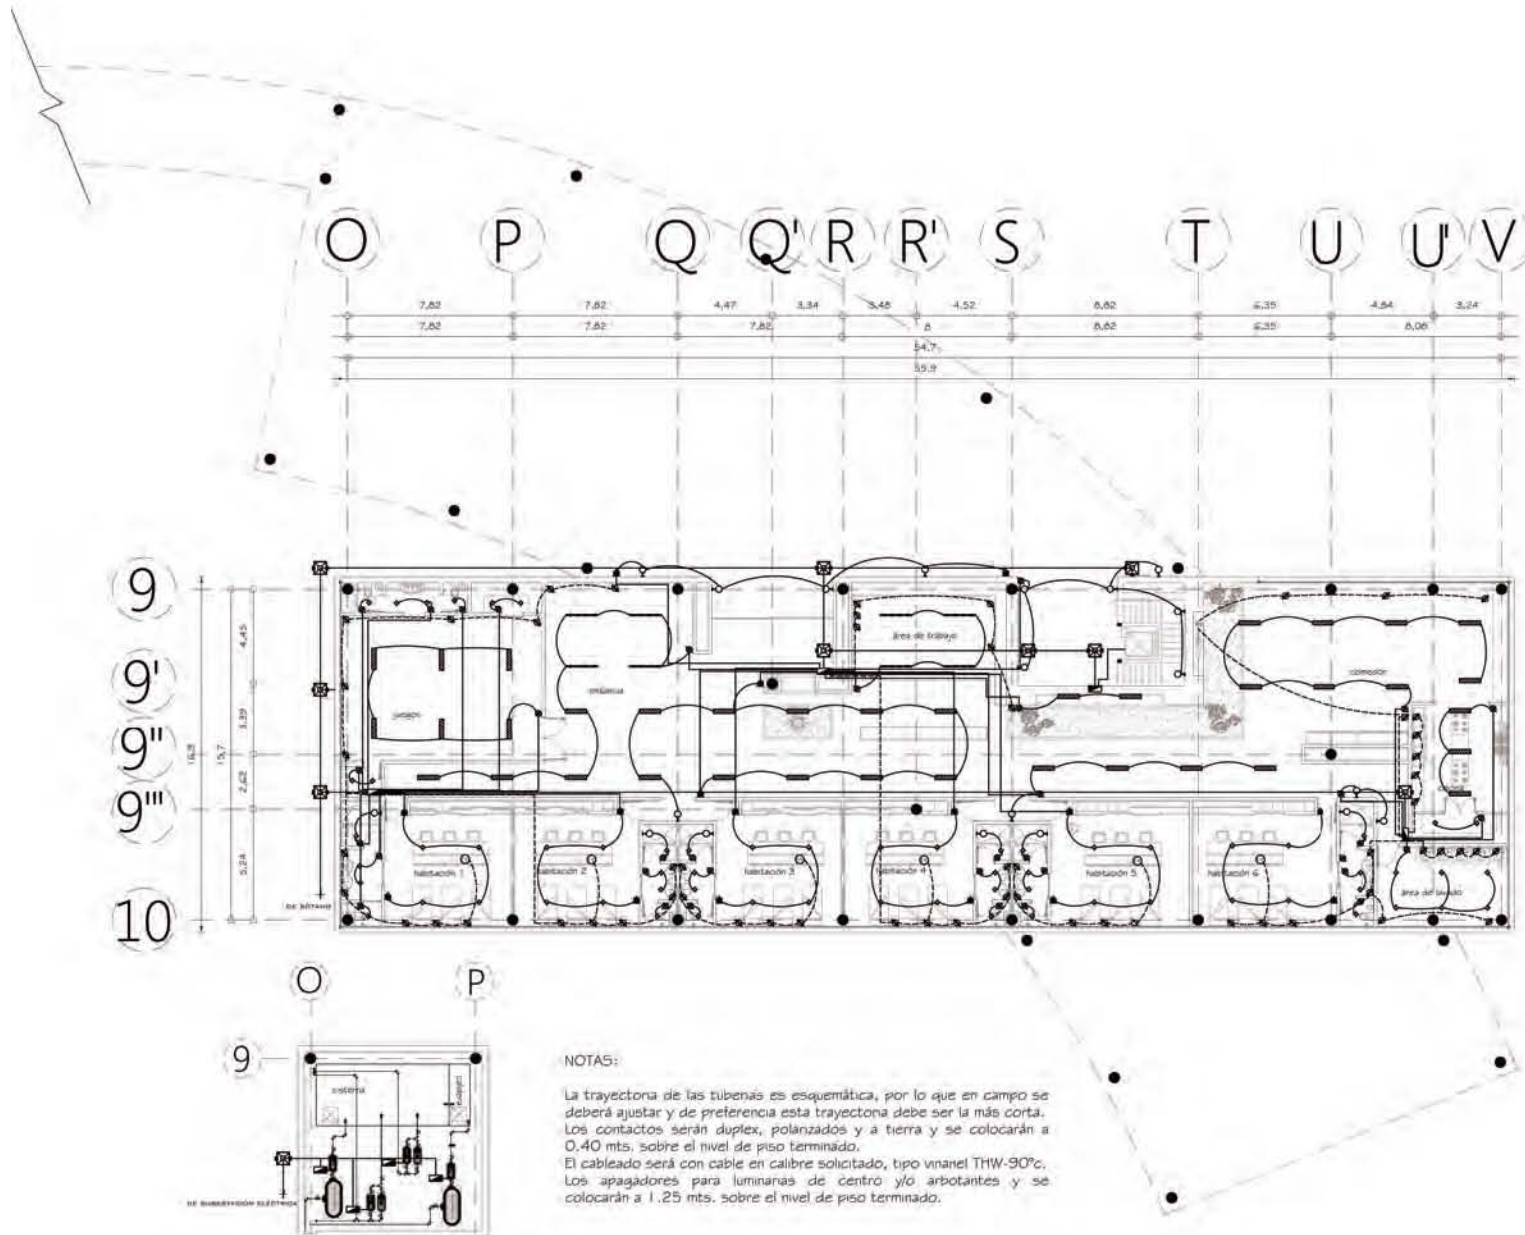 O P Q Q' R R' S T U U' V
7,82 7,82 4,47 3,34 3,48 4,52 8,82 6,35 4,84 3,24
7,82 7,82 7,82 8 8,82 6,35 8,08
54,7
55,9
9
9'
9''
9'''
10
4,45
3,39
2,62
5,24
15,7
16,9
área de trabajo
estancia
comedor
habitación 1
habitación 2
habitación 3
habitación 4
habitación 5
habitación 6
área de lavado
O P
9
cisterna
NOTAS:
La trayectoria de las tuberias es esquemática, por lo que en campo se
deberá ajustar y de preferencia esta trayectoria debe ser la más corta.
Los contactos serán duplex, polarizados y a tierra y se colocarán a
0.40 mts. sobre el nivel de piso terminado.
El cableado será con cable en calibre solicitado, tipo vinanel THW-90°c.
Los apagadores para luminarias de centro y/o arbotantes y se
colocarán a 1.25 mts. sobre el nivel de piso terminado.
DE SUBESTACIÓN ELÉCTRICA